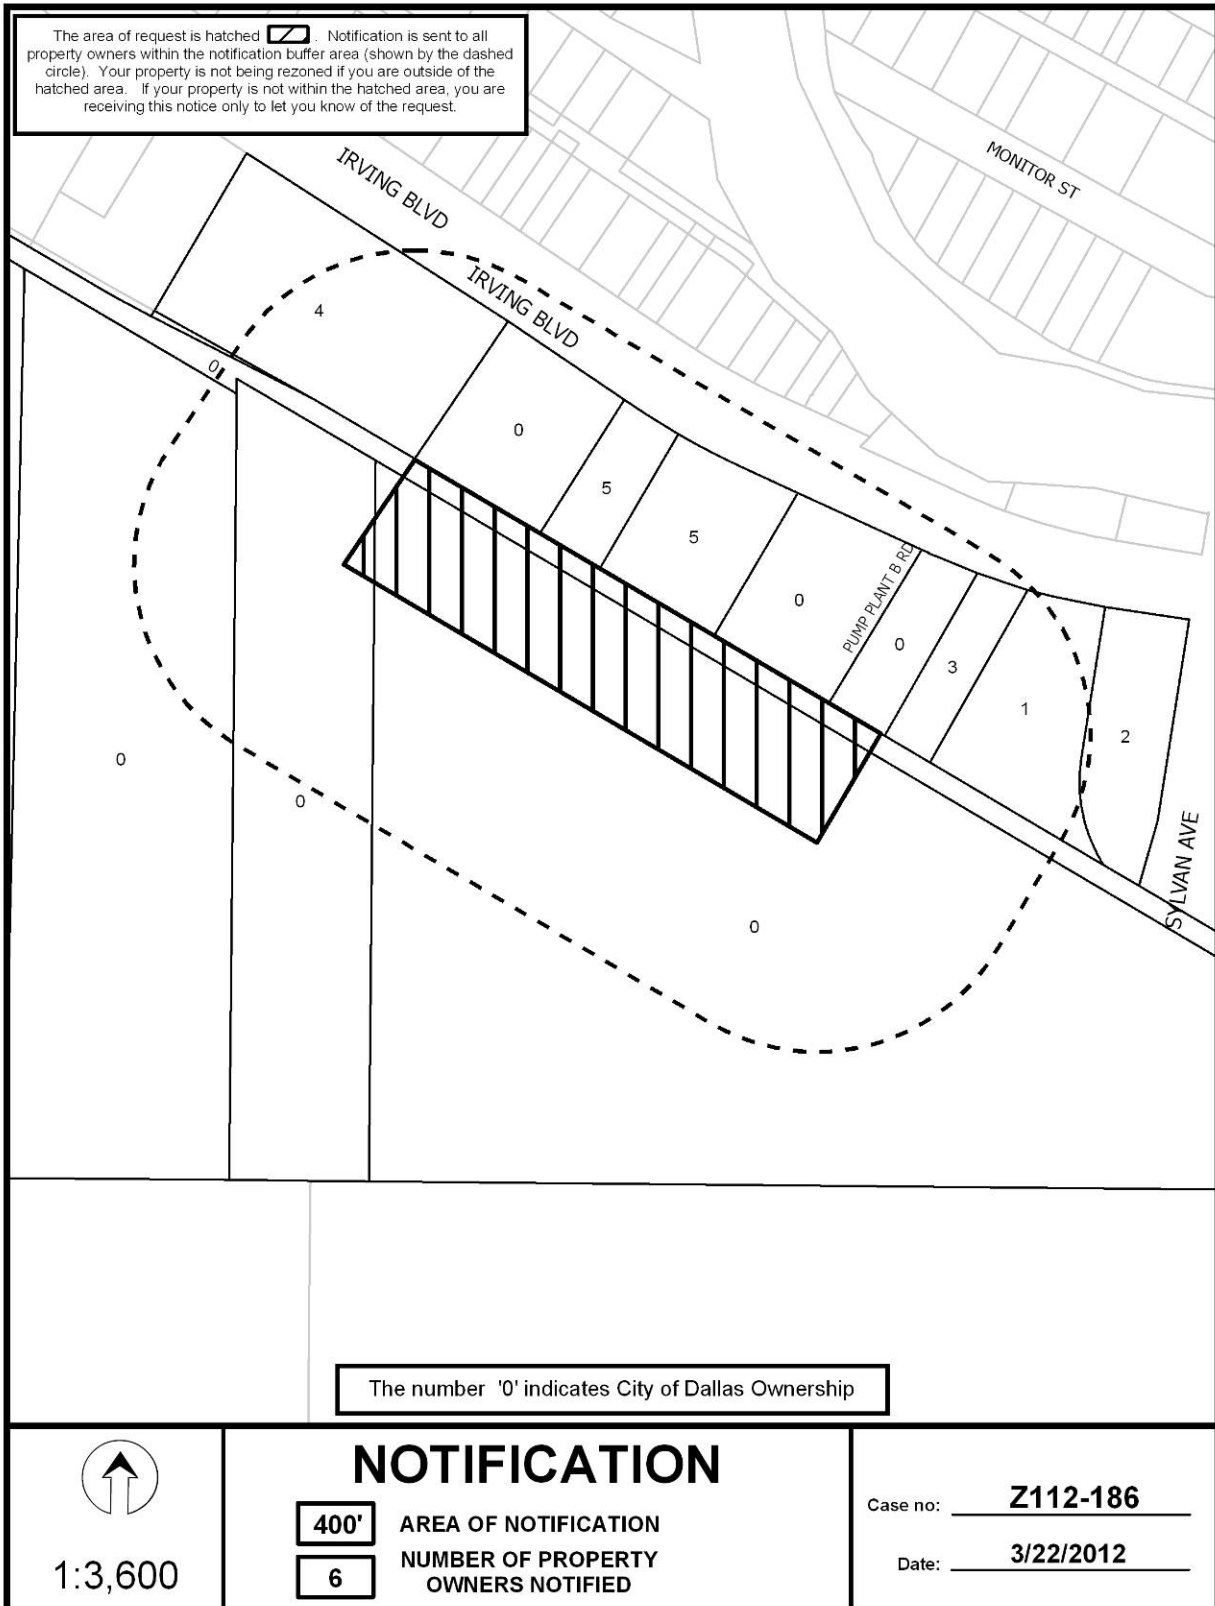 The area of request is hatched . Notification is sent to all
property owners within the notification buffer area (shown by the dashed
circle). Your property is not being rezoned if you are outside of the
hatched area. If your property is not within the hatched area, you are
receiving this notice only to let you know of the request.
MONITOR ST
IRVING BLVD
IRVING BLVD
4
0
0
5
5
0
PUMP PLANT B RD
0
3
1
2
0
0
SYLVAN AVE
0
The number '0' indicates City of Dallas Ownership
1:3,600
NOTIFICATION
400' AREA OF NOTIFICATION
6 NUMBER OF PROPERTY
OWNERS NOTIFIED
Case no: Z112-186
Date: 3/22/2012